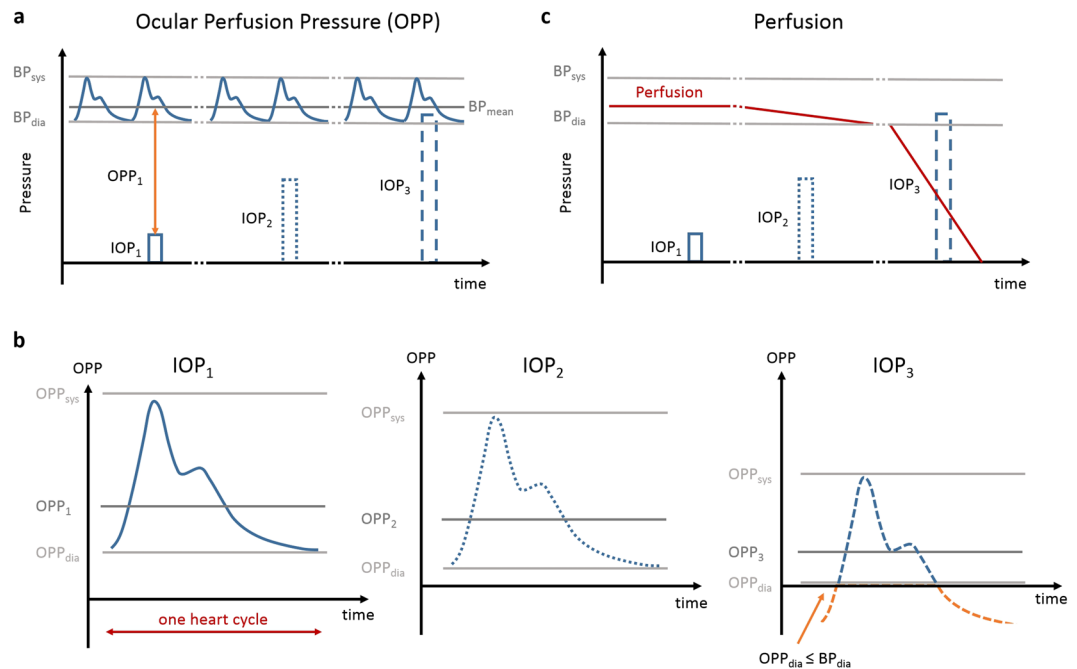 a
Ocular Perfusion Pressure (OPP)
BPsys
BPmean
BPdia
OPP1
IOP1
IOP2
IOP3
Pressure
time
c
Perfusion
BPsys
Perfusion
BPdia
IOP1
IOP2
IOP3
Pressure
time
b
OPP
IOP1
OPPsys
OPP1
OPPdia
time
one heart cycle
OPP
IOP2
OPPsys
OPP2
OPPdia
time
OPP
IOP3
OPPsys
OPP3
OPPdia
time
OPPdia ≤ BPdia